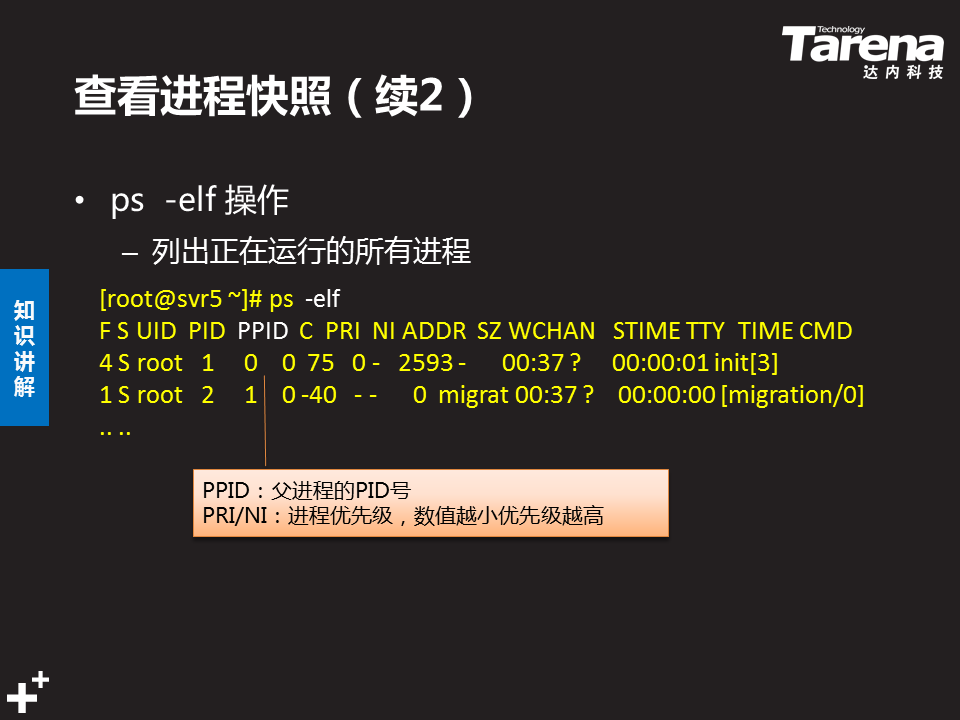 Technology
Tarena
达内科技
查看进程快照（续2）
• ps -elf 操作
– 列出正在运行的所有进程
知识讲解
[root@svr5 ~]# ps -elf
F S UID PID PPID C PRI NI ADDR SZ WCHAN STIME TTY TIME CMD
4 S root 1 0 0 75 0 - 2593 - 00:37 ? 00:00:01 init[3]
1 S root 2 1 0 -40 - - 0 migrat 00:37 ? 00:00:00 [migration/0]
.. ..
PPID：父进程的PID号
PRI/NI：进程优先级，数值越小优先级越高